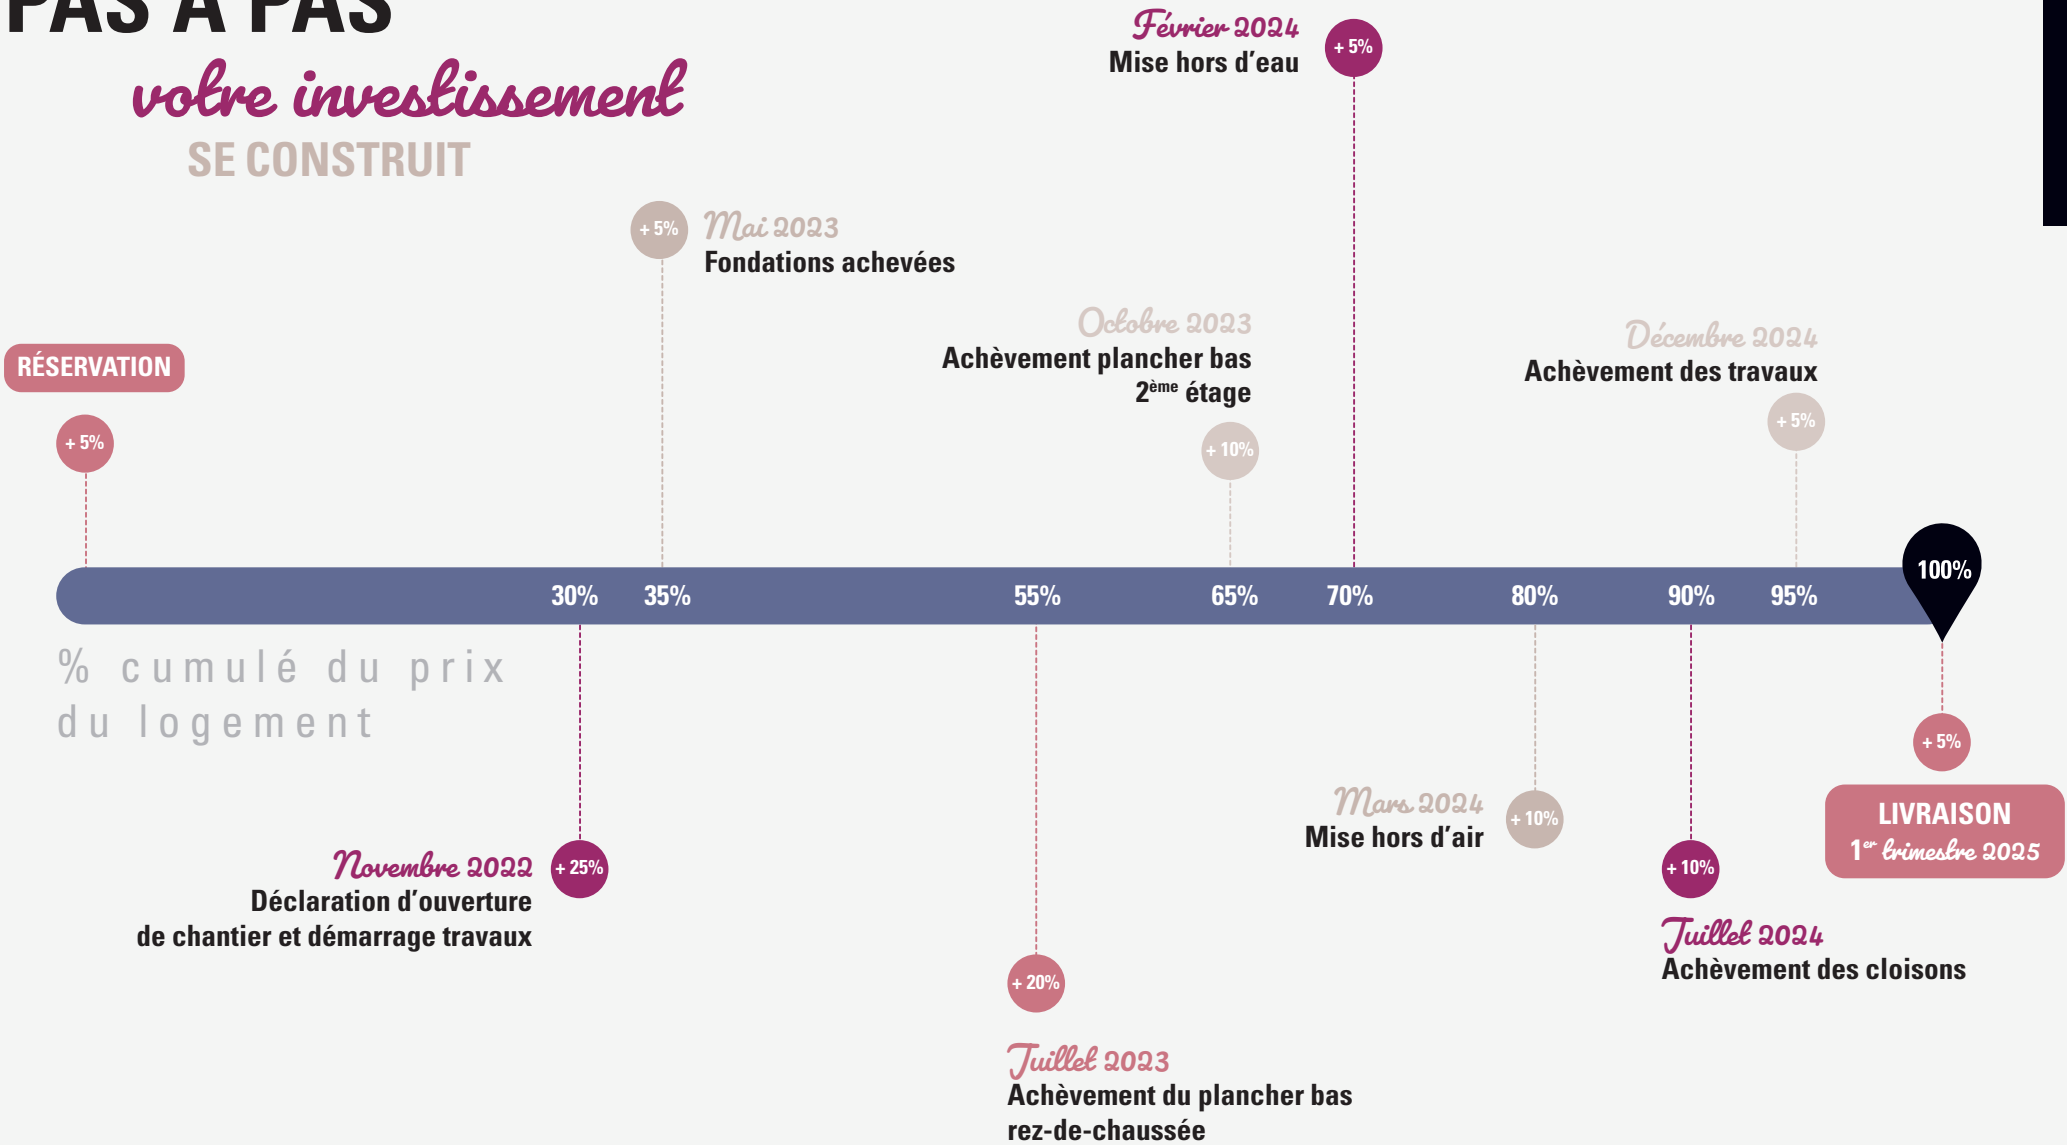 PAS À PAS
votre investissement
SE CONSTRUIT
Février 2024
Mise hors d’eau
+ 5%
+ 5%
Mai 2023
Fondations achevées
Octobre 2023
Achèvement plancher bas
2ème étage
+ 10%
Décembre 2024
Achèvement des travaux
+ 5%
RÉSERVATION
+ 5%
30% 35% 55% 65% 70% 80% 90% 95% 100%
% cumulé du prix
du logement
Novembre 2022
Déclaration d’ouverture
de chantier et démarrage travaux
+ 25%
+ 20%
Juillet 2023
Achèvement du plancher bas
rez-de-chaussée
Mars 2024
Mise hors d’air
+ 10%
+ 10%
Juillet 2024
Achèvement des cloisons
+ 5%
LIVRAISON
1er trimestre 2025